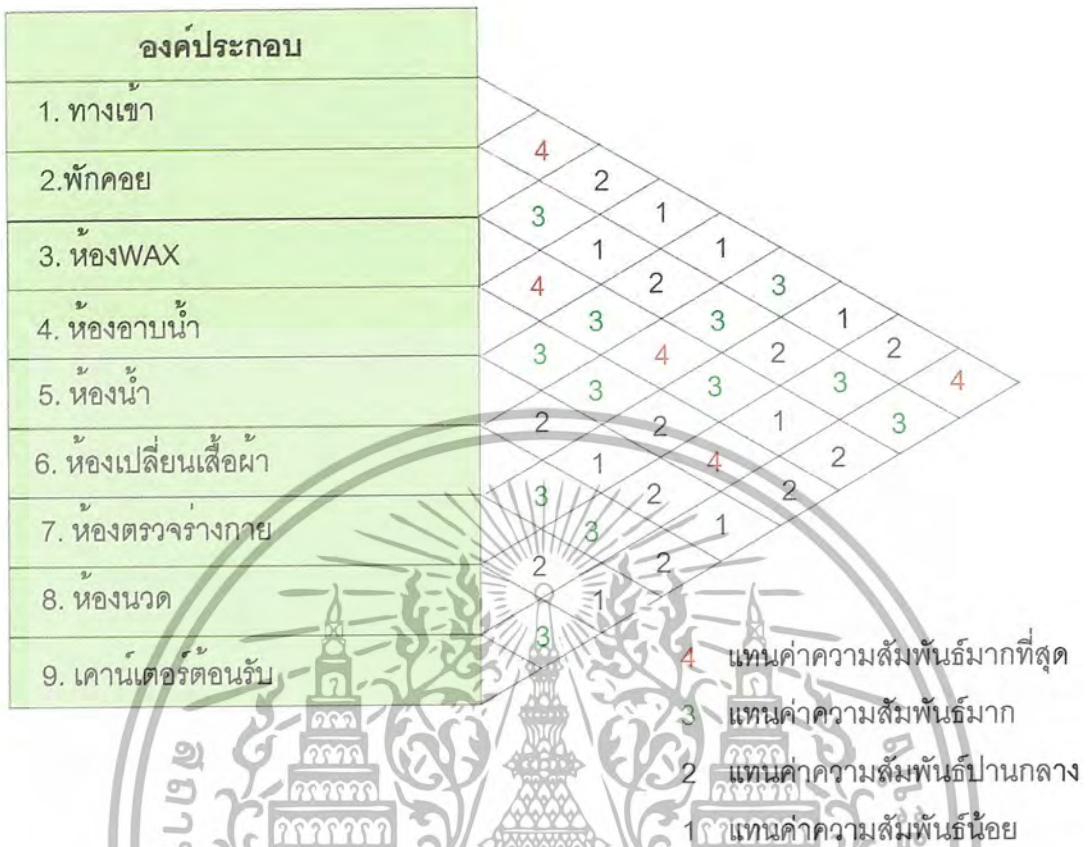 องค์ประกอบ
1. ทางเข้า
2.พักคอย
3. ห้องWAX
4. ห้องอาบน้ำ
5. ห้องน้ำ
6. ห้องเปลี่ยนเสื้อผ้า
7. ห้องตรวจร่างกาย
8. ห้องนวด
9. เคาน์เตอร์ต้อนรับ
4 2 1 1 3 1 2 4
3 1 2 3 2 3 3
4 3 4 3 1 2
3 3 2 4 2
2 1 2 1
3 3 2
2 1
3
4 แทนค่าความสัมพันธ์มากที่สุด
3 แทนค่าความสัมพันธ์มาก
2 แทนค่าความสัมพันธ์ปานกลาง
1 แทนค่าความสัมพันธ์น้อย